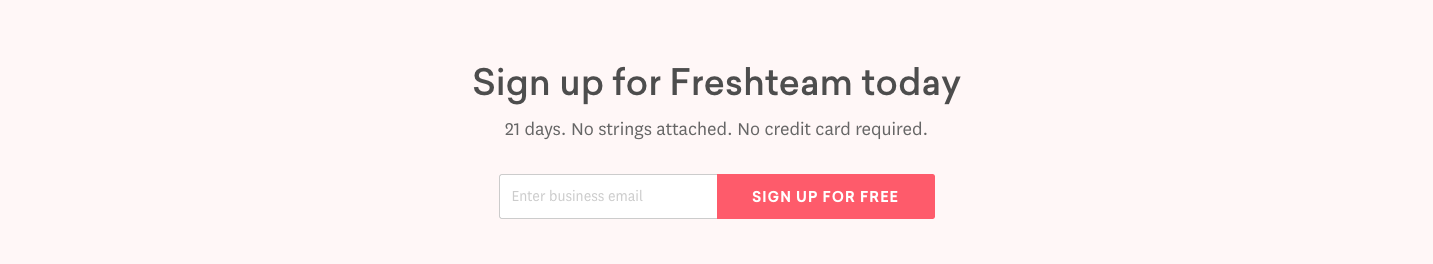 Sign up for Freshteam today
21 days. No strings attached. No credit card required.
Enter business email
SIGN UP FOR FREE